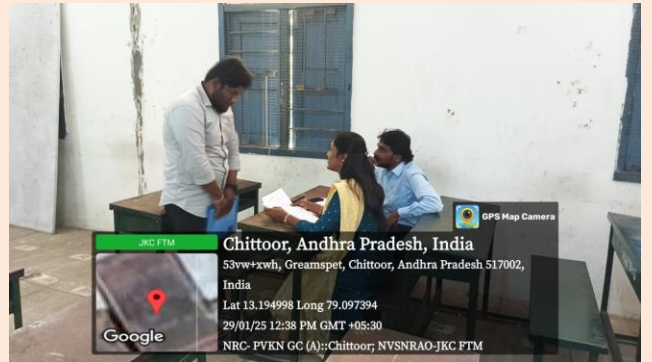 GPS Map Camera
JKC FTM
Chittoor, Andhra Pradesh, India
53vw+xwh, Greamspet, Chittoor, Andhra Pradesh 517002,
India
Lat 13.194998 Long 79.097394
29/01/25 12:38 PM GMT +05:30
Google
NRC- PVKN GC (A)::Chittoor; NVSNRAO-JKC FTM